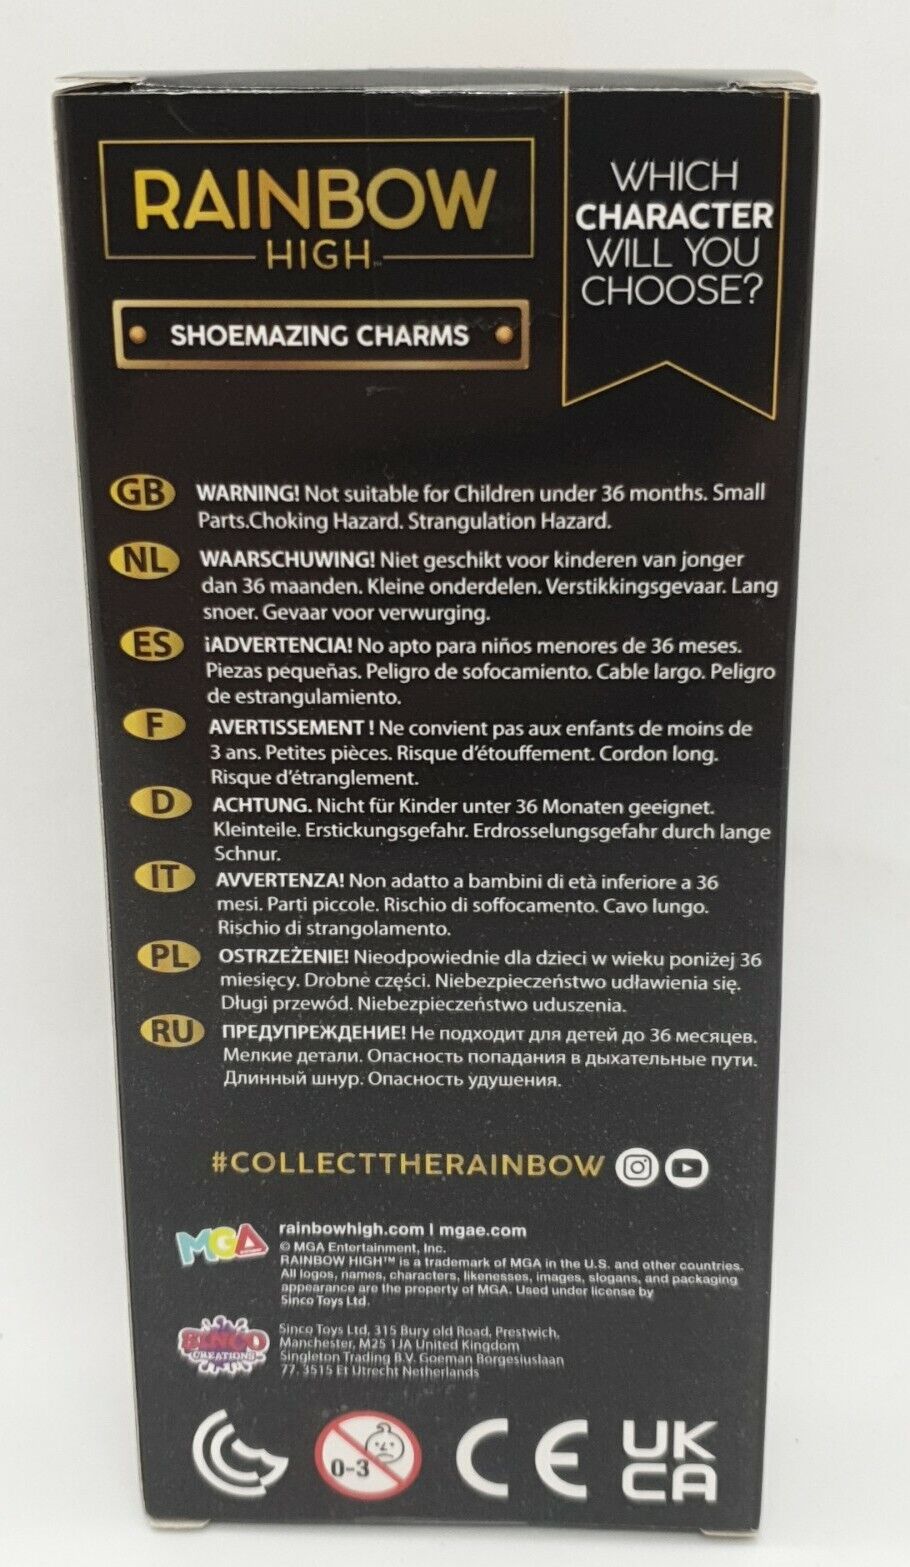 RAINBOW
HIGH™
SHOEMAZING CHARMS
WHICH
CHARACTER
WILL YOU
CHOOSE?
GB WARNING! Not suitable for Children under 36 months. Small
Parts.Choking Hazard. Strangulation Hazard.
NL WAARSCHUWING! Niet geschikt voor kinderen van jonger
dan 36 maanden. Kleine onderdelen. Verstikkingsgevaar. Lang
snoer. Gevaar voor verwurging.
ES ¡ADVERTENCIA! No apto para niños menores de 36 meses.
Piezas pequeñas. Peligro de sofocamiento. Cable largo. Peligro
de estrangulamiento.
F AVERTISSEMENT ! Ne convient pas aux enfants de moins de
3 ans. Petites pièces. Risque d'étouffement. Cordon long.
Risque d'étranglement.
D ACHTUNG. Nicht für Kinder unter 36 Monaten geeignet.
Kleinteile. Erstickungsgefahr. Erdrosselungsgefahr durch lange
Schnur.
IT AVVERTENZA! Non adatto a bambini di età inferiore a 36
mesi. Parti piccole. Rischio di soffocamento. Cavo lungo.
Rischio di strangolamento.
PL OSTRZEŻENIE! Nieodpowiednie dla dzieci w wieku poniżej 36
miesięcy. Drobne części. Niebezpieczeństwo udławienia się.
Długi przewód. Niebezpieczeństwo uduszenia.
RU ПРЕДУПРЕЖДЕНИЕ! Не подходит для детей до 36 месяцев.
Мелкие детали. Опасность попадания в дыхательные пути.
Длинный шнур. Опасность удушения.
#COLLECTTHERAINBOW
MGA
rainbowhigh.com | mgae.com
© MGA Entertainment, Inc.
RAINBOW HIGH™ is a trademark of MGA in the U.S. and other countries.
All logos, names, characters, likenesses, images, slogans, and packaging
appearance are the property of MGA. Used under license by
Sinco Toys Ltd.
SINCO
CREATIONS
Sinco Toys Ltd, 315 Bury old Road, Prestwich,
Manchester, M25 1JA United Kingdom
Singleton Trading B.V. Goeman Borgesiuslaan
77, 3515 Et Utrecht Netherlands
0-3
CE
UK
CA